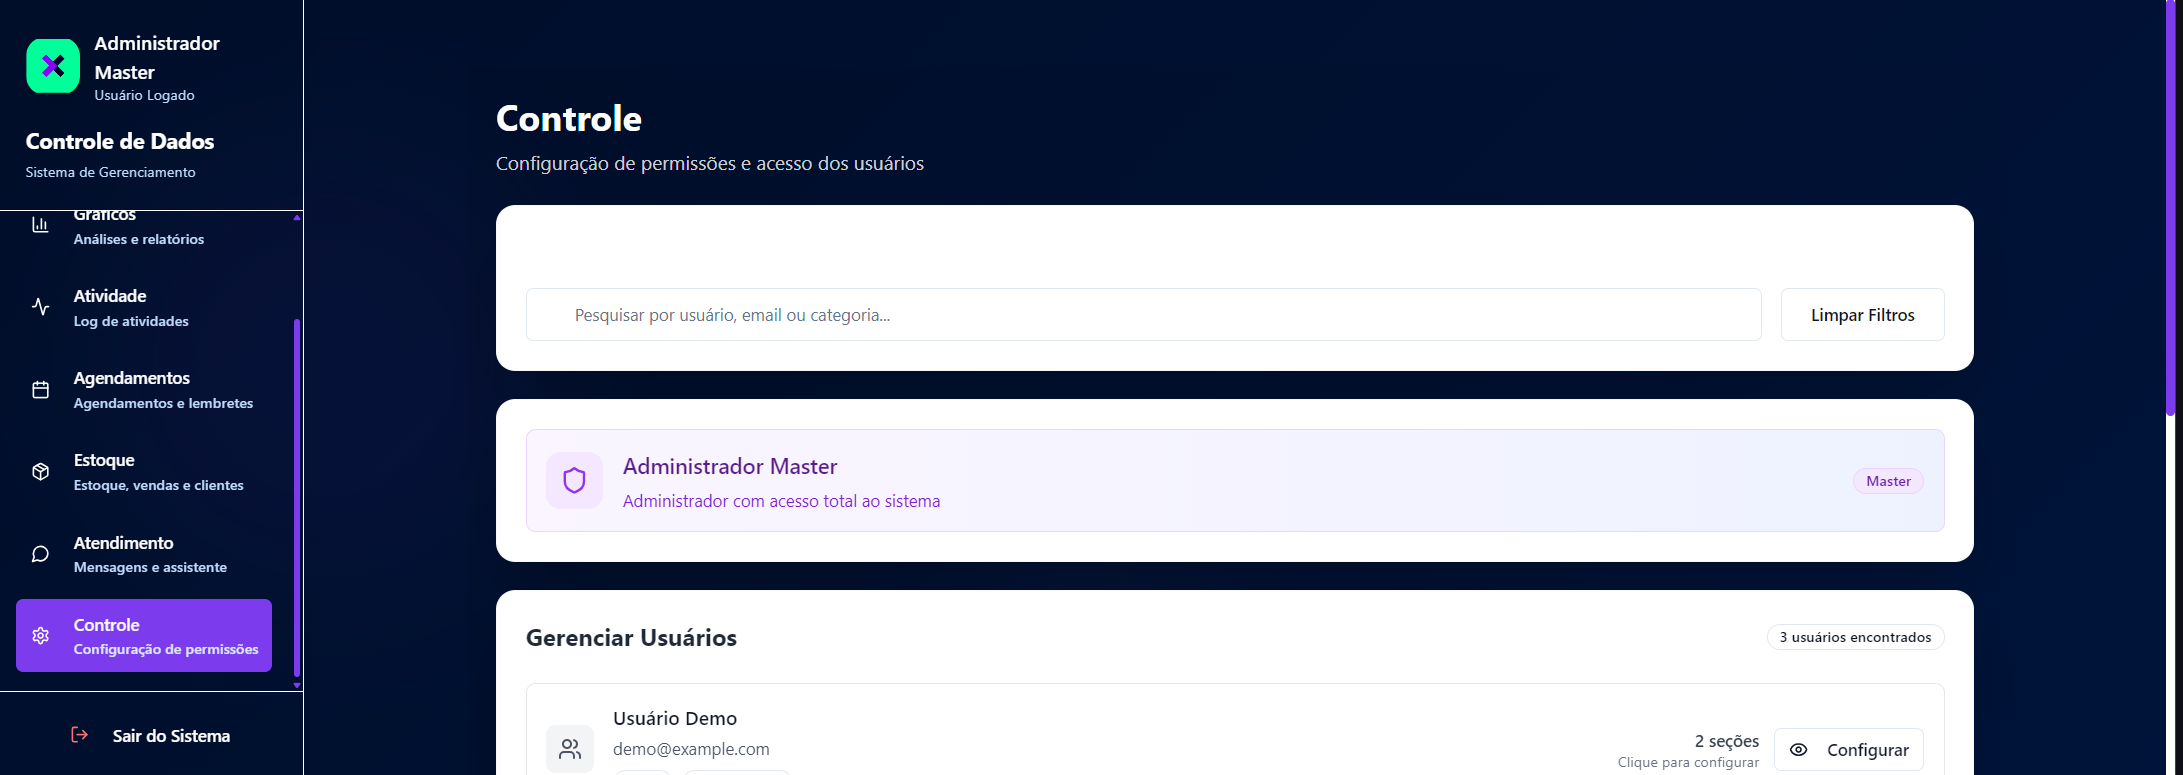 Administrador
Master
Usuário Logado
Controle de Dados
Sistema de Gerenciamento
Gráficos
Análises e relatórios
Atividade
Log de atividades
Agendamentos
Agendamentos e lembretes
Estoque
Estoque, vendas e clientes
Atendimento
Mensagens e assistente
Controle
Configuração de permissões
Sair do Sistema
Controle
Configuração de permissões e acesso dos usuários
Pesquisar por usuário, email ou categoria...
Limpar Filtros
Administrador Master
Administrador com acesso total ao sistema
Master
Gerenciar Usuários
3 usuários encontrados
Usuário Demo
demo@example.com
2 seções
Clique para configurar
Configurar